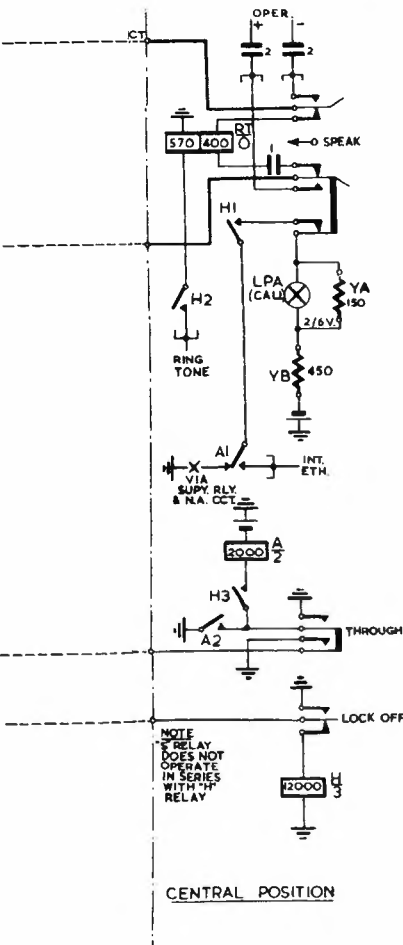 OPER.
+ -
2 2
CT
RT
O
570 400
SPEAK
1
H1
LPA
(CALL)
YA
150
2/6V.
H2
RING
TONE
YB 450
A1
VIA
SUPY. RLY.
& N.A. CCT.
INT.
ETH.
2000 A
2
H3
A2
THROUGH
LOCK OFF
NOTE
"S" RELAY
DOES NOT
OPERATE
IN SERIES
WITH "H"
RELAY
12000 H
3
CENTRAL POSITION